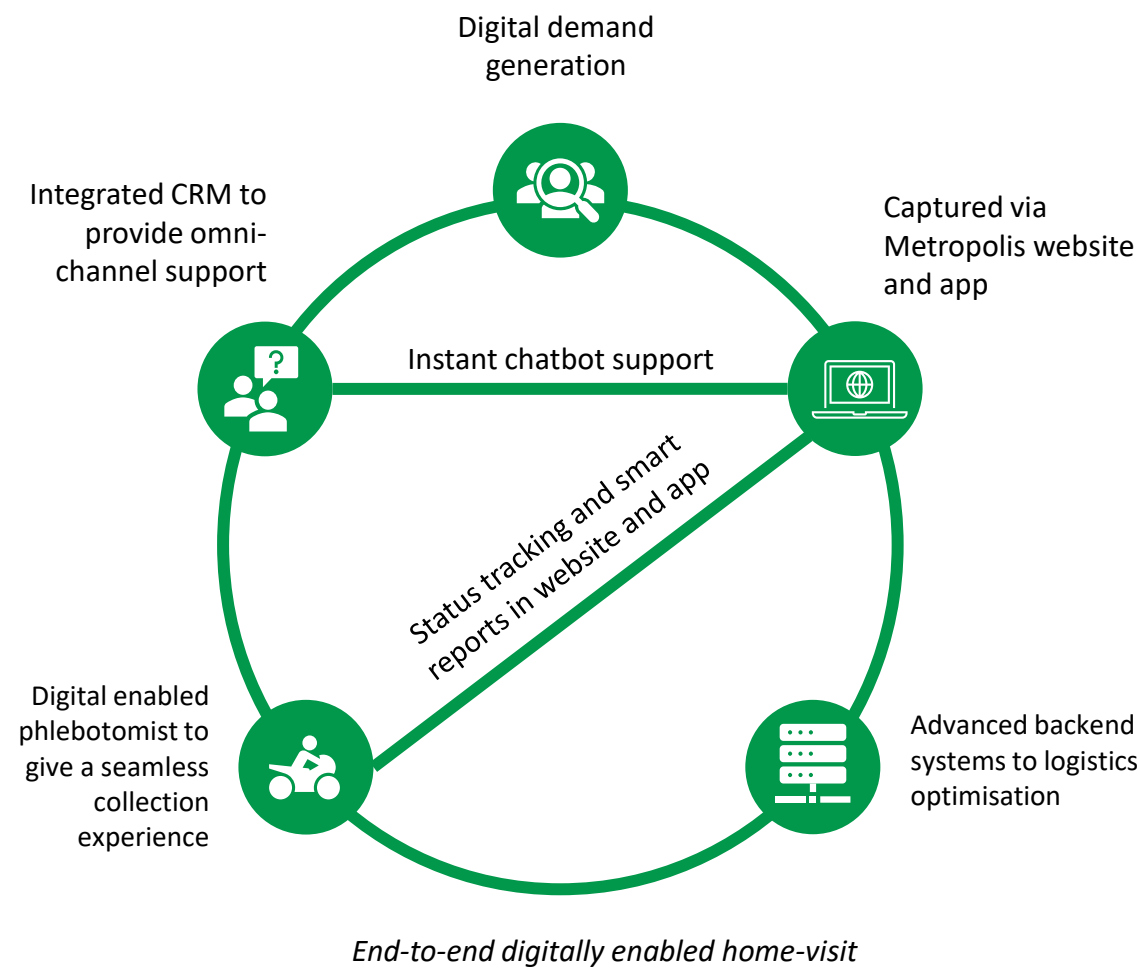 Digital demand
generation
Integrated CRM to
provide omni-
channel support
Captured via
Metropolis website
and app
Instant chatbot support
?
Status tracking and smart
reports in website and app
Digital enabled
phlebotomist to
give a seamless
collection
experience
Advanced backend
systems to logistics
optimisation
End-to-end digitally enabled home-visit